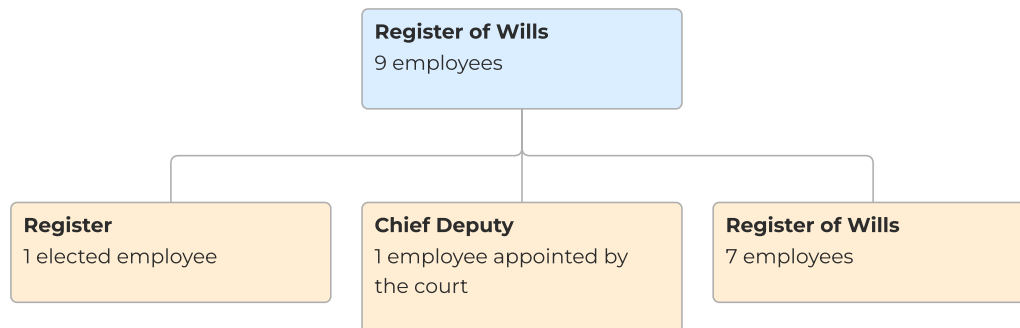 Register of Wills
9 employees
Register
1 elected employee
Chief Deputy
1 employee appointed by
the court
Register of Wills
7 employees